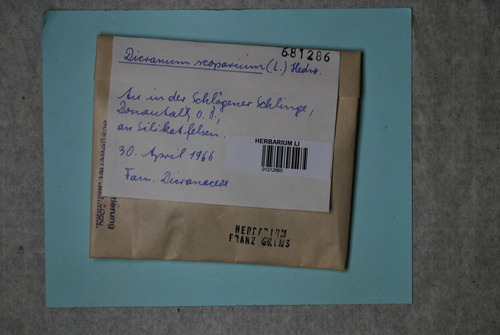 681286
Dicranum scoparium (L.) Hedw.
Au in der Schlögener Schlinge,
Donautal, O.Ö.,
an Silikatfelsen.
30. April 1966
Fam. Dicranaceae
HERBARIUM LI
01212860
HERBARIUM
FRANZ GRIMS